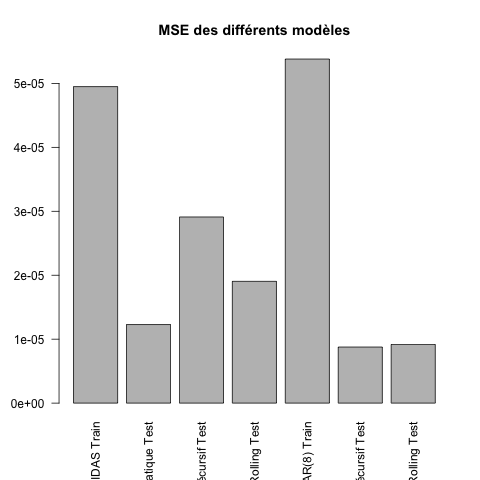 MSE des différents modèles
5e-05
4e-05
3e-05
2e-05
1e-05
0e+00
IDAS Train
atique Test
écursif Test
Rolling Test
AR(8) Train
écursif Test
Rolling Test